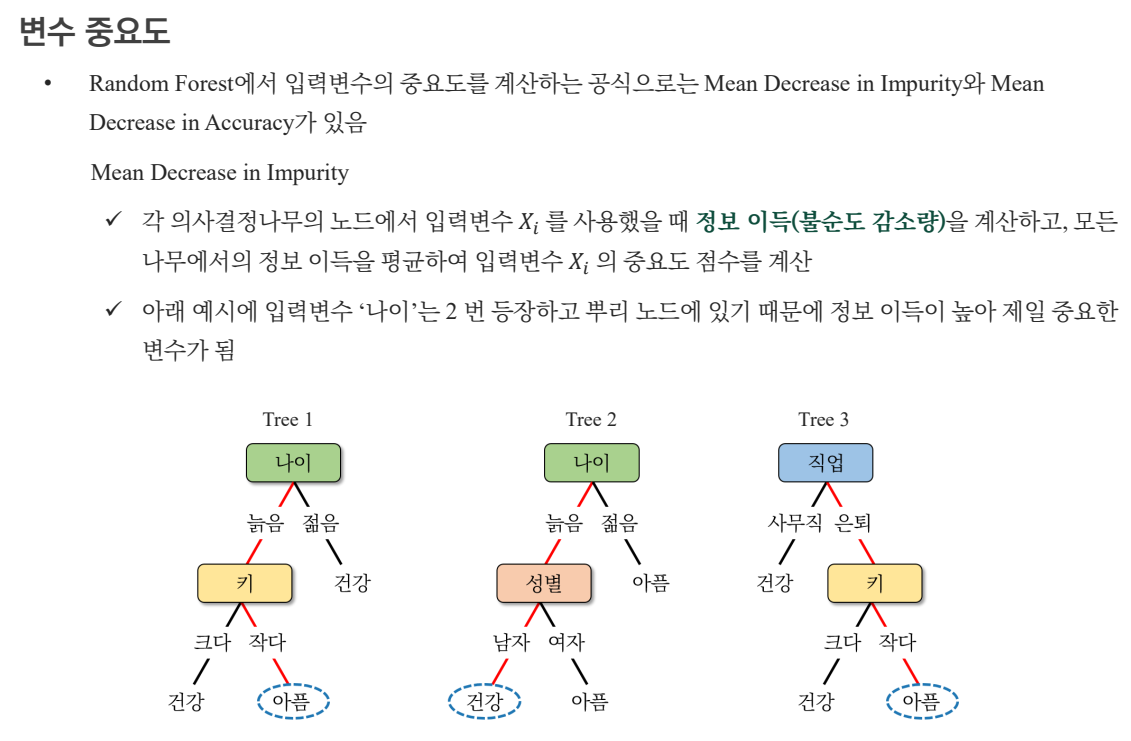 변수 중요도
• Random Forest에서 입력변수의 중요도를 계산하는 공식으로는 Mean Decrease in Impurity와 Mean
Decrease in Accuracy가 있음
Mean Decrease in Impurity
✓ 각 의사결정나무의 노드에서 입력변수 X_i 를 사용했을 때 정보 이득(불순도 감소량)을 계산하고, 모든
나무에서의 정보 이득을 평균하여 입력변수 X_i 의 중요도 점수를 계산
✓ 아래 예시에 입력변수 ‘나이’는 2 번 등장하고 뿌리 노드에 있기 때문에 정보 이득이 높아 제일 중요한
변수가 됨
Tree 1
나이
늙음 젊음
키 건강
크다 작다
건강 아픔
Tree 2
나이
늙음 젊음
성별 아픔
남자 여자
건강 아픔
Tree 3
직업
사무직 은퇴
건강 키
크다 작다
건강 아픔